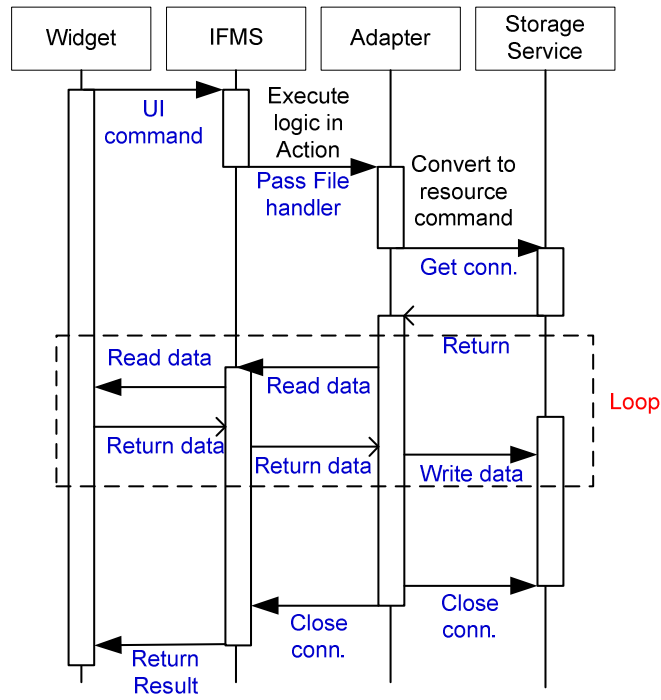 Widget
IFMS
Adapter
Storage
Service
UI
command
Execute
logic in
Action
Pass File
handler
Convert to
resource
command
Get conn.
Return
Read data
Read data
Loop
Return data
Return data
Write data
Close
conn.
Close
conn.
Return
Result